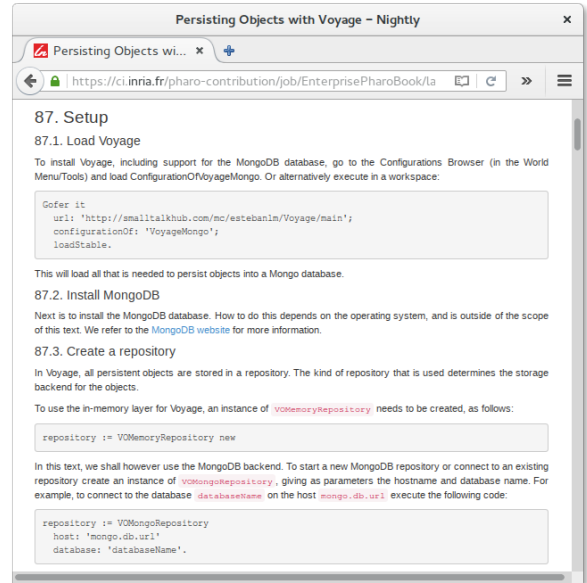 Persisting Objects with Voyage – Nightly
Persisting Objects wi...
https://ci.inria.fr/pharo-contribution/job/EnterprisePharoBook/la
87. Setup
87.1. Load Voyage
To install Voyage, including support for the MongoDB database, go to the Configurations Browser (in the World
Menu/Tools) and load ConfigurationOfVoyageMongo. Or alternatively execute in a workspace:
Gofer it
url: 'http://smalltalkhub.com/mc/estebanlm/Voyage/main';
configurationOf: 'VoyageMongo';
loadStable.
This will load all that is needed to persist objects into a Mongo database.
87.2. Install MongoDB
Next is to install the MongoDB database. How to do this depends on the operating system, and is outside of the scope
of this text. We refer to the MongoDB website for more information.
87.3. Create a repository
In Voyage, all persistent objects are stored in a repository. The kind of repository that is used determines the storage
backend for the objects.
To use the in-memory layer for Voyage, an instance of VOMemoryRepository needs to be created, as follows:
repository := VOMemoryRepository new
In this text, we shall however use the MongoDB backend. To start a new MongoDB repository or connect to an existing
repository create an instance of VOMongoRepository, giving as parameters the hostname and database name. For
example, to connect to the database databaseName on the host mongo.db.url execute the following code:
repository := VOMongoRepository
host: 'mongo.db.url'
database: 'databaseName'.